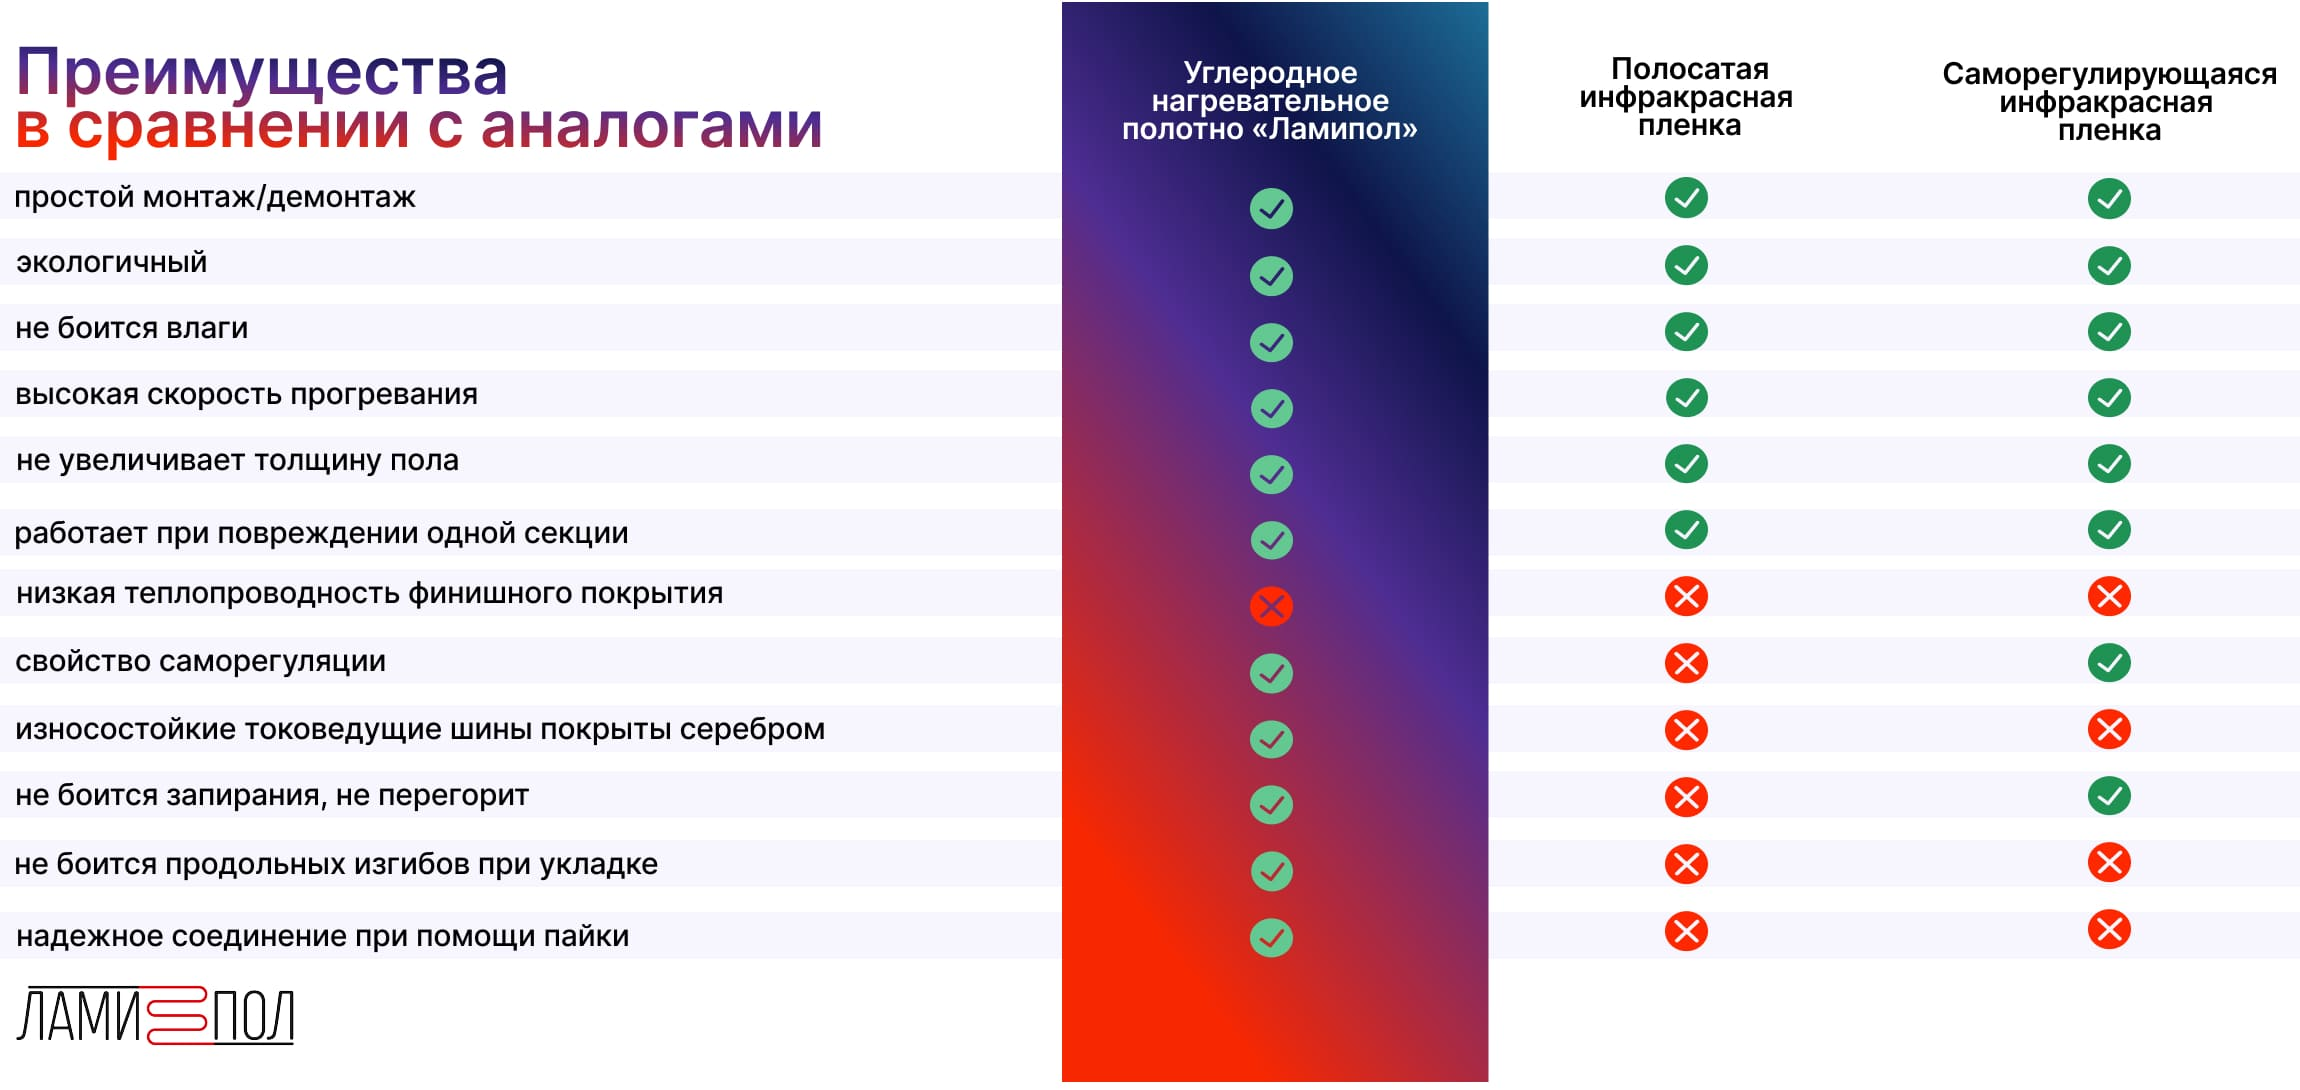 Преимущества
в сравнении с аналогами
Углеродное
нагревательное
полотно «Ламипол»
Полосатая
инфракрасная
пленка
Саморегулирующаяся
инфракрасная
пленка
простой монтаж/демонтаж
экологичный
не боится влаги
высокая скорость прогревания
не увеличивает толщину пола
работает при повреждении одной секции
низкая теплопроводность финишного покрытия
свойство саморегуляции
износостойкие токоведущие шины покрыты серебром
не боится запирания, не перегорит
не боится продольных изгибов при укладке
надежное соединение при помощи пайки
ЛАМИПОЛ